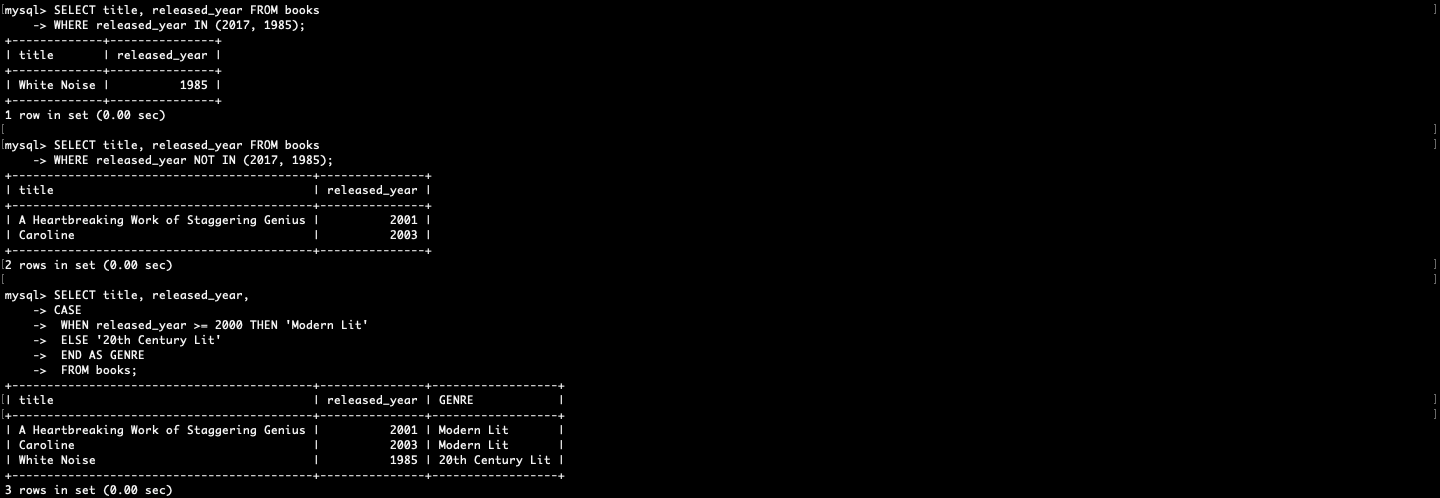 mysql> SELECT title, released_year FROM books
    -> WHERE released_year IN (2017, 1985);
+-------------+---------------+
| title       | released_year |
+-------------+---------------+
| White Noise |          1985 |
+-------------+---------------+
1 row in set (0.00 sec)
[ ]
mysql> SELECT title, released_year FROM books
    -> WHERE released_year NOT IN (2017, 1985);
+-------------------------------------------+---------------+
| title                                     | released_year |
+-------------------------------------------+---------------+
| A Heartbreaking Work of Staggering Genius |          2001 |
| Caroline                                  |          2003 |
+-------------------------------------------+---------------+
2 rows in set (0.00 sec)
[ ]
mysql> SELECT title, released_year,
    -> CASE
    ->  WHEN released_year >= 2000 THEN 'Modern Lit'
    ->  ELSE '20th Century Lit'
    ->  END AS GENRE
    ->  FROM books;
+-------------------------------------------+---------------+------------------+
| title                                     | released_year | GENRE            |
+-------------------------------------------+---------------+------------------+
| A Heartbreaking Work of Staggering Genius |          2001 | Modern Lit       |
| Caroline                                  |          2003 | Modern Lit       |
| White Noise                               |          1985 | 20th Century Lit |
+-------------------------------------------+---------------+------------------+
3 rows in set (0.00 sec)